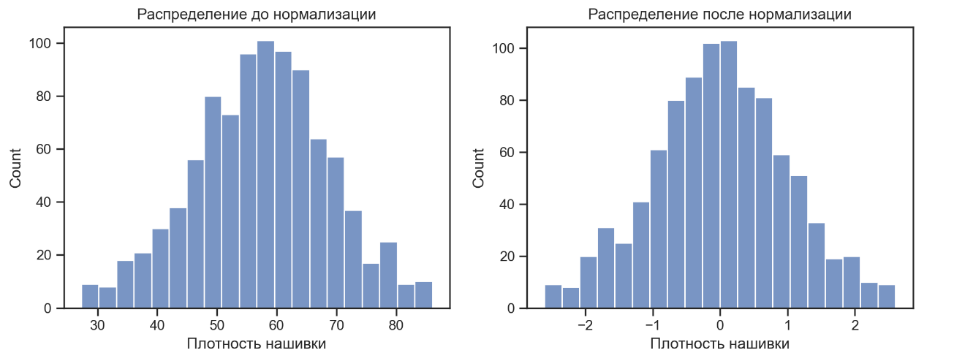 Распределение до нормализации
100
80
60
40
20
0
Count
30 40 50 60 70 80
Плотность нашивки
Распределение после нормализации
100
80
60
40
20
0
Count
−2 −1 0 1 2
Плотность нашивки